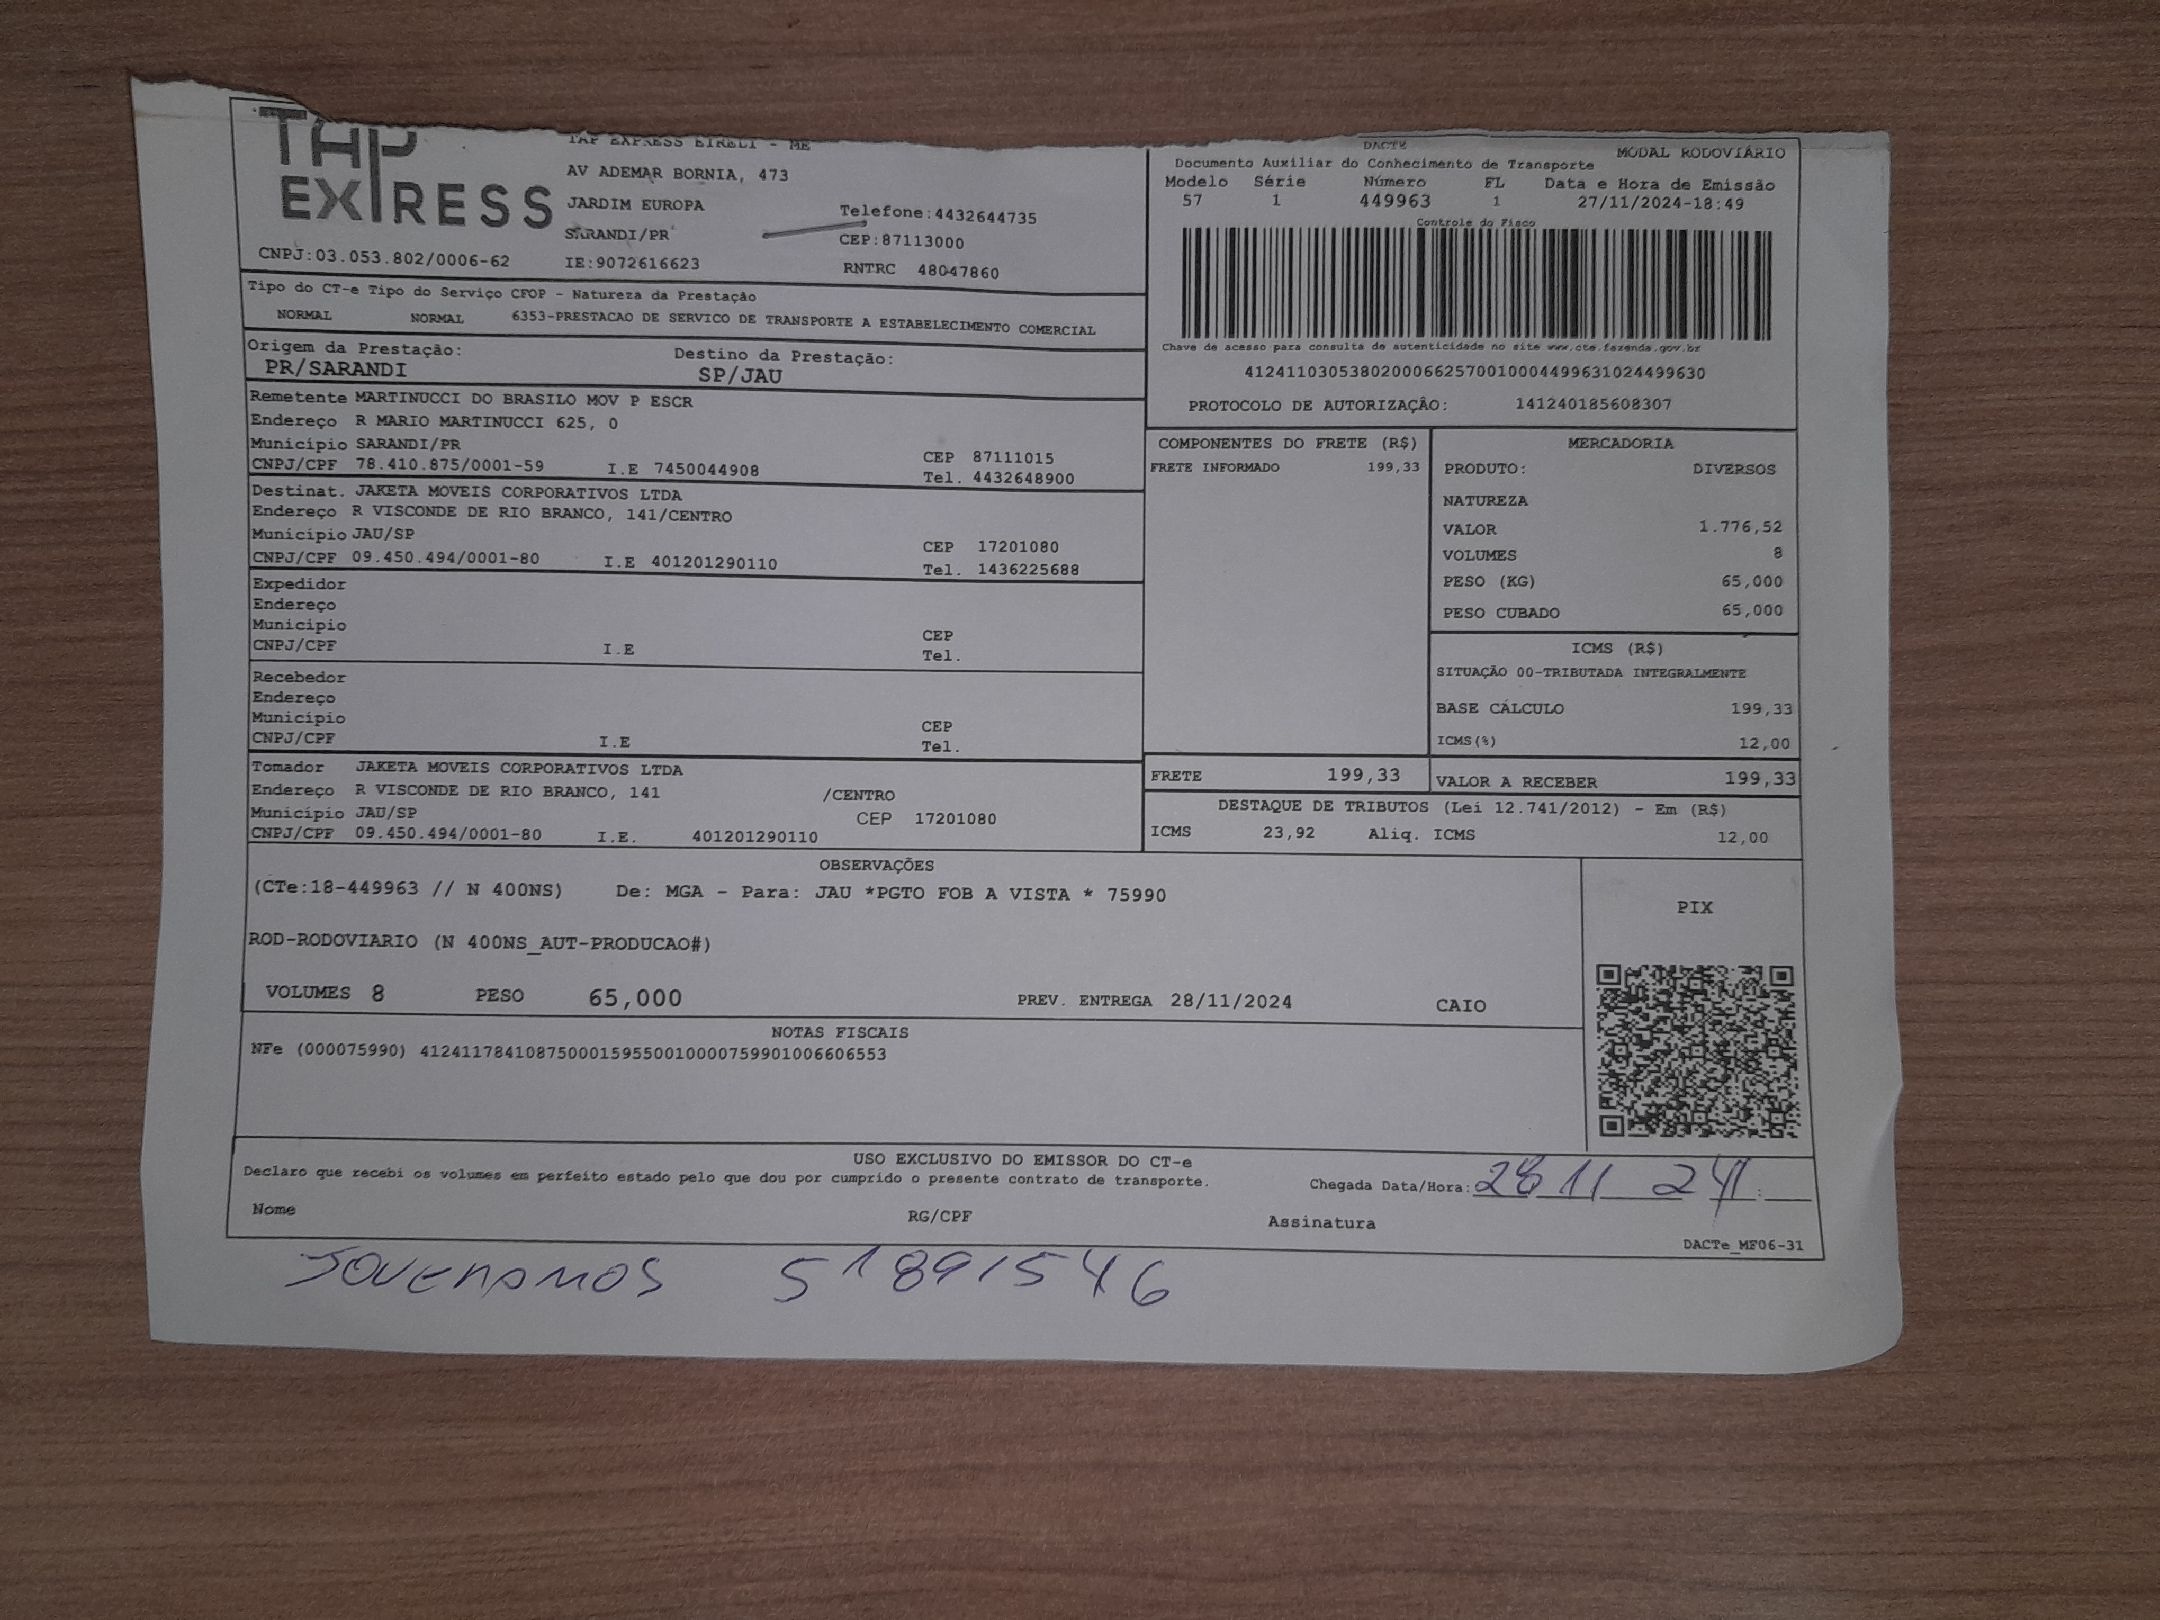 TAP
EXPRESS
CNPJ:03.053.802/0006-62
TAP EXPRESS EIRELI - ME
AV ADEMAR BORNIA, 473
JARDIM EUROPA
SARANDI/PR
IE:9072616623
Telefone:4432644735
CEP:87113000
RNTRC 48047860
DACTE
MODAL RODOVIÁRIO
Documento Auxiliar do Conhecimento de Transporte
Modelo Série Número FL Data e Hora de Emissão
57 1 449963 1 27/11/2024-18:49
Controle do Fisco
Chave de acesso para consulta de autenticidade no site www.cte.fazenda.gov.br
41241103053802000662570010004499631024499630
PROTOCOLO DE AUTORIZAÇÃO: 141240185608307
Tipo do CT-e Tipo do Serviço CFOP - Natureza da Prestação
NORMAL NORMAL 6353-PRESTACAO DE SERVICO DE TRANSPORTE A ESTABELECIMENTO COMERCIAL
Origem da Prestação: Destino da Prestação:
PR/SARANDI SP/JAU
Remetente MARTINUCCI DO BRASILO MOV P ESCR
Endereço R MARIO MARTINUCCI 625, 0
Município SARANDI/PR CEP 87111015
CNPJ/CPF 78.410.875/0001-59 I.E 7450044908 Tel. 4432648900
Destinat. JAKETA MOVEIS CORPORATIVOS LTDA
Endereço R VISCONDE DE RIO BRANCO, 141/CENTRO
Município JAU/SP CEP 17201080
CNPJ/CPF 09.450.494/0001-80 I.E 401201290110 Tel. 1436225688
Expedidor
Endereço
Município CEP
CNPJ/CPF I.E Tel.
Recebedor
Endereço
Município CEP
CNPJ/CPF I.E Tel.
Tomador JAKETA MOVEIS CORPORATIVOS LTDA
Endereço R VISCONDE DE RIO BRANCO, 141 /CENTRO
Município JAU/SP CEP 17201080
CNPJ/CPF 09.450.494/0001-80 I.E. 401201290110
COMPONENTES DO FRETE (R$)
FRETE INFORMADO 199,33
MERCADORIA
PRODUTO: DIVERSOS
NATUREZA
VALOR 1.776,52
VOLUMES 8
PESO (KG) 65,000
PESO CUBADO 65,000
ICMS (R$)
SITUAÇÃO 00-TRIBUTADA INTEGRALMENTE
BASE CÁLCULO 199,33
ICMS(%) 12,00
FRETE 199,33 VALOR A RECEBER 199,33
DESTAQUE DE TRIBUTOS (Lei 12.741/2012) - Em (R$)
ICMS 23,92 Aliq. ICMS 12,00
OBSERVAÇÕES
(CTe:18-449963 // N 400NS) De: MGA - Para: JAU *PGTO FOB A VISTA * 75990
ROD-RODOVIARIO (N 400NS_AUT-PRODUCAO#)
VOLUMES 8 PESO 65,000 PREV. ENTREGA 28/11/2024 CAIO
PIX
NOTAS FISCAIS
NFe (000075990) 41241178410875000159550010000759901006606553
USO EXCLUSIVO DO EMISSOR DO CT-e
Declaro que recebi os volumes em perfeito estado pelo que dou por cumprido o presente contrato de transporte.
Chegada Data/Hora: 28 11 24 :
Nome RG/CPF Assinatura
DACTe_MF06-31
51891546